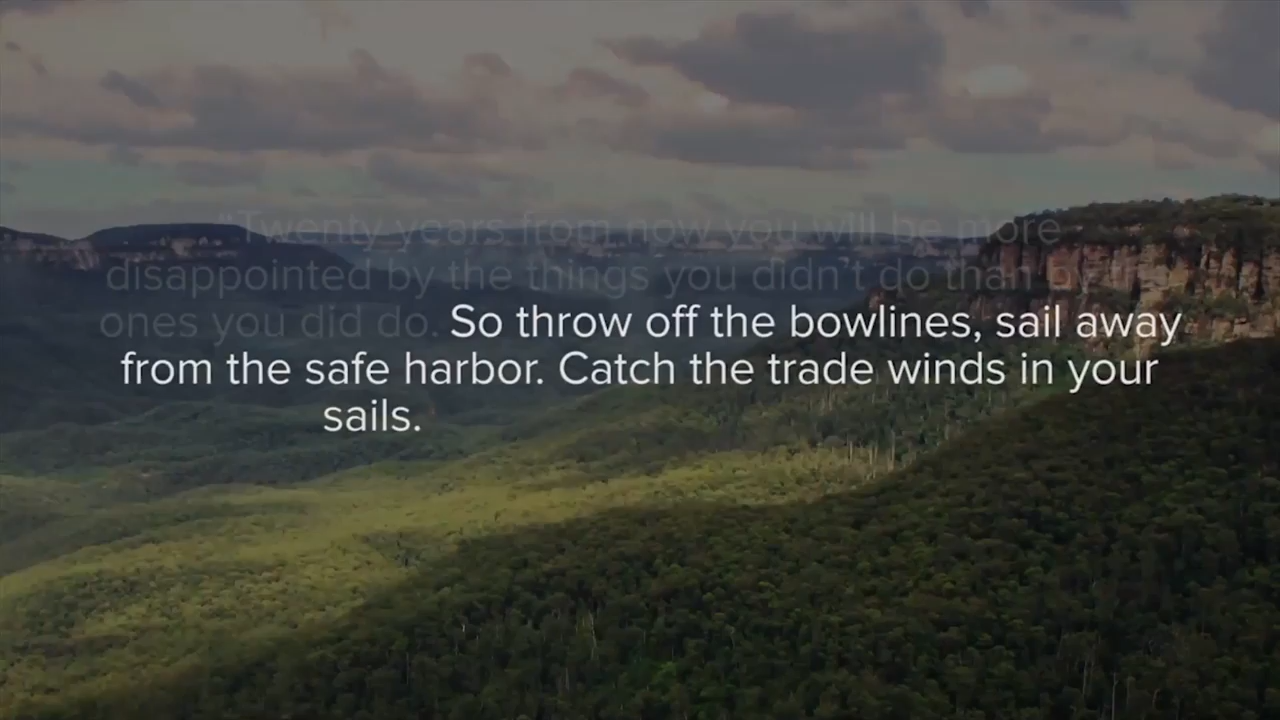 "Twenty years from now you will be more
disappointed by the things you didn't do than by the
ones you did do. So throw off the bowlines, sail away
from the safe harbor. Catch the trade winds in your
sails.